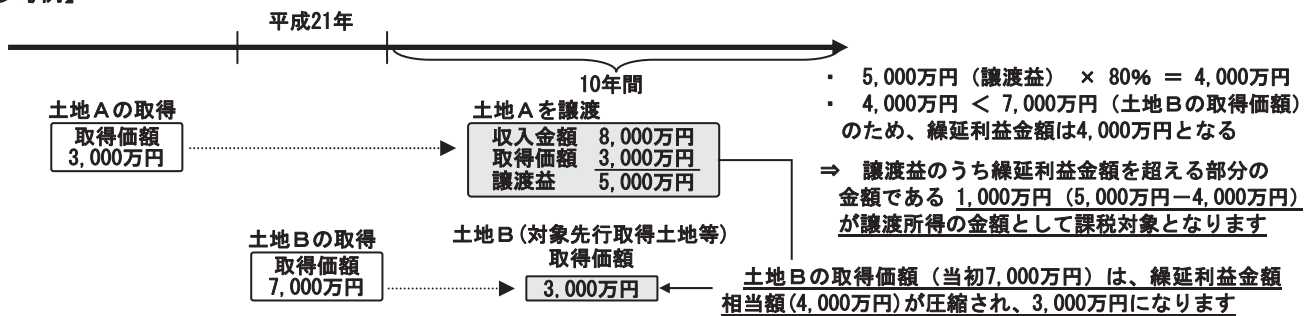 平成21年
10年間
土地Aの取得
取得価額
3,000万円
土地Aを譲渡
収入金額 8,000万円
取得価額 3,000万円
譲渡益 5,000万円
・ 5,000万円（譲渡益） × 80% = 4,000万円
・ 4,000万円 < 7,000万円（土地Bの取得価額）
のため、繰延利益金額は4,000万円となる
⇒ 譲渡益のうち繰延利益金額を超える部分の
金額である 1,000万円（5,000万円－4,000万円）
が譲渡所得の金額として課税対象となります
土地Bの取得
取得価額
7,000万円
土地B(対象先行取得土地等)
取得価額
3,000万円
土地Bの取得価額（当初7,000万円）は、繰延利益金額
相当額(4,000万円)が圧縮され、3,000万円になります